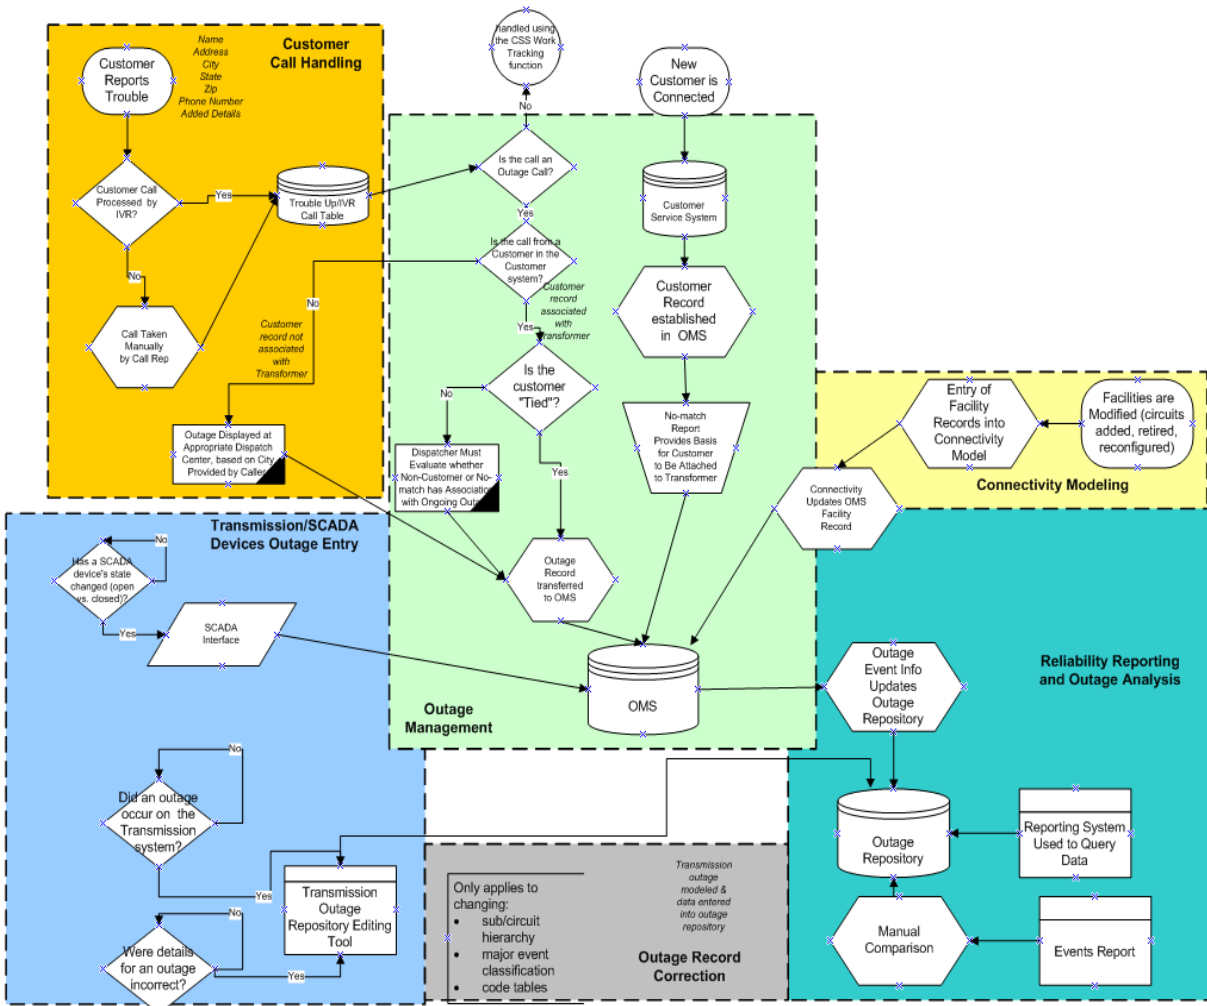 Customer
Call Handling
Customer
Reports
Trouble
Name
Address
City
State
Zip
Phone Number
Added Details
Customer Call
Processed by
IVR?
Yes
No
Trouble Up/IVR
Call Table
Call Taken
Manually
by Call Rep
Customer
record not
associated
with
Transformer
No
Outage Displayed at
Appropriate Dispatch
Center, based on City
Provided by Caller
handled using
the CSS Work
Tracking
function
No
Is the call an
Outage Call?
Yes
Is the call from a
Customer in the
Customer
system?
Customer
record
associated
with
Transformer
Yes
Is the
customer
"Tied"?
No
Yes
Dispatcher Must
Evaluate whether
Non-Customer or No-
match has Association
with Ongoing
Outage
Record
transferred
to OMS
New
Customer is
Connected
Customer
Service System
Customer
Record
established
in OMS
No-match
Report
Provides Basis
for Customer
to Be Attached
to Transformer
OMS
Outage
Management
Entry of
Facility
Records into
Connectivity
Model
Facilities are
Modified (circuits
added, retired,
reconfigured)
Connectivity Modeling
Connectivity
Updates OMS
Facility
Record
Transmission/SCADA
Devices Outage Entry
Has a SCADA
device's state
changed (open
vs. closed)?
No
Yes
SCADA
Interface
Did an outage
occur on the
Transmission
system?
No
Yes
Were details
for an outage
incorrect?
No
Yes
Transmission
Outage
Repository Editing
Tool
Only applies to
changing:
• sub/circuit
hierarchy
• major event
classification
• code tables
Transmission
outage
modeled &
data entered
into outage
repository
Outage Record
Correction
Reliability Reporting
and Outage Analysis
Outage
Event Info
Updates
Outage
Repository
Outage
Repository
Reporting System
Used to Query
Data
Manual
Comparison
Events Report